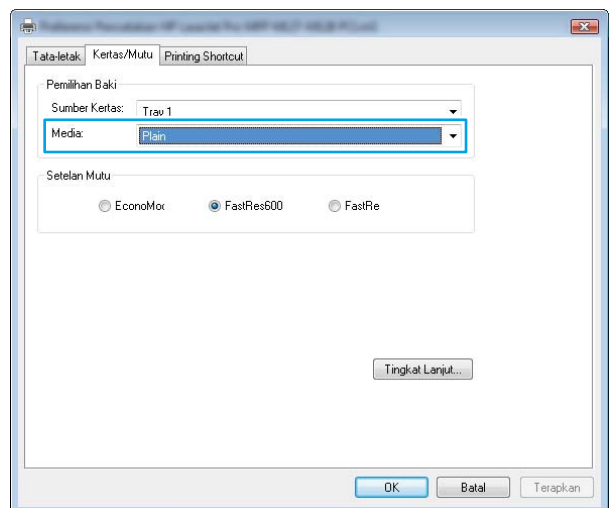 Tata-letak Kertas/Mutu Printing Shortcut
Pemilihan Baki
Sumber Kertas: Tray 1
Media: Plain
Setelan Mutu
EconoMoc FastRes600 FastRe
Tingkat Lanjut...
OK Batal Terapkan